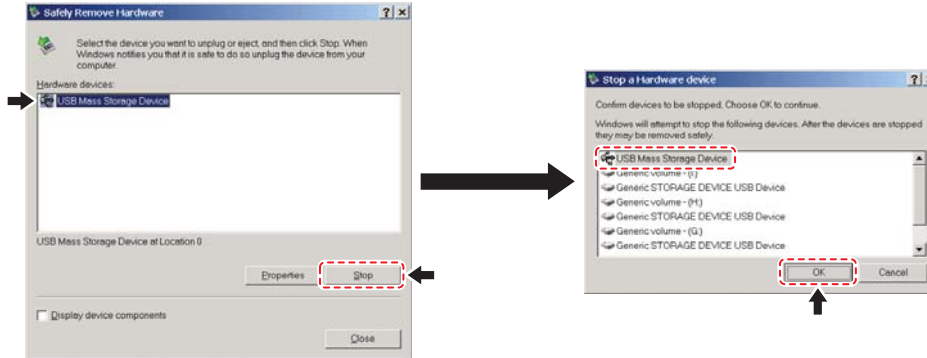 Safely Remove Hardware
Select the device you want to unplug or eject, and then click Stop. When
Windows notifies you that it is safe to do so unplug the device from your
computer.
Hardware devices:
USB Mass Storage Device
USB Mass Storage Device at Location 0
Properties
Stop
Display device components
Close
Stop a Hardware device
Confirm devices to be stopped, Choose OK to continue.
Windows will attempt to stop the following devices. After the devices are stopped
they may be removed safely.
USB Mass Storage Device
Generic volume - (I:)
Generic STORAGE DEVICE USB Device
Generic volume - (H:)
Generic STORAGE DEVICE USB Device
Generic volume - (G:)
Generic STORAGE DEVICE USB Device
OK
Cancel